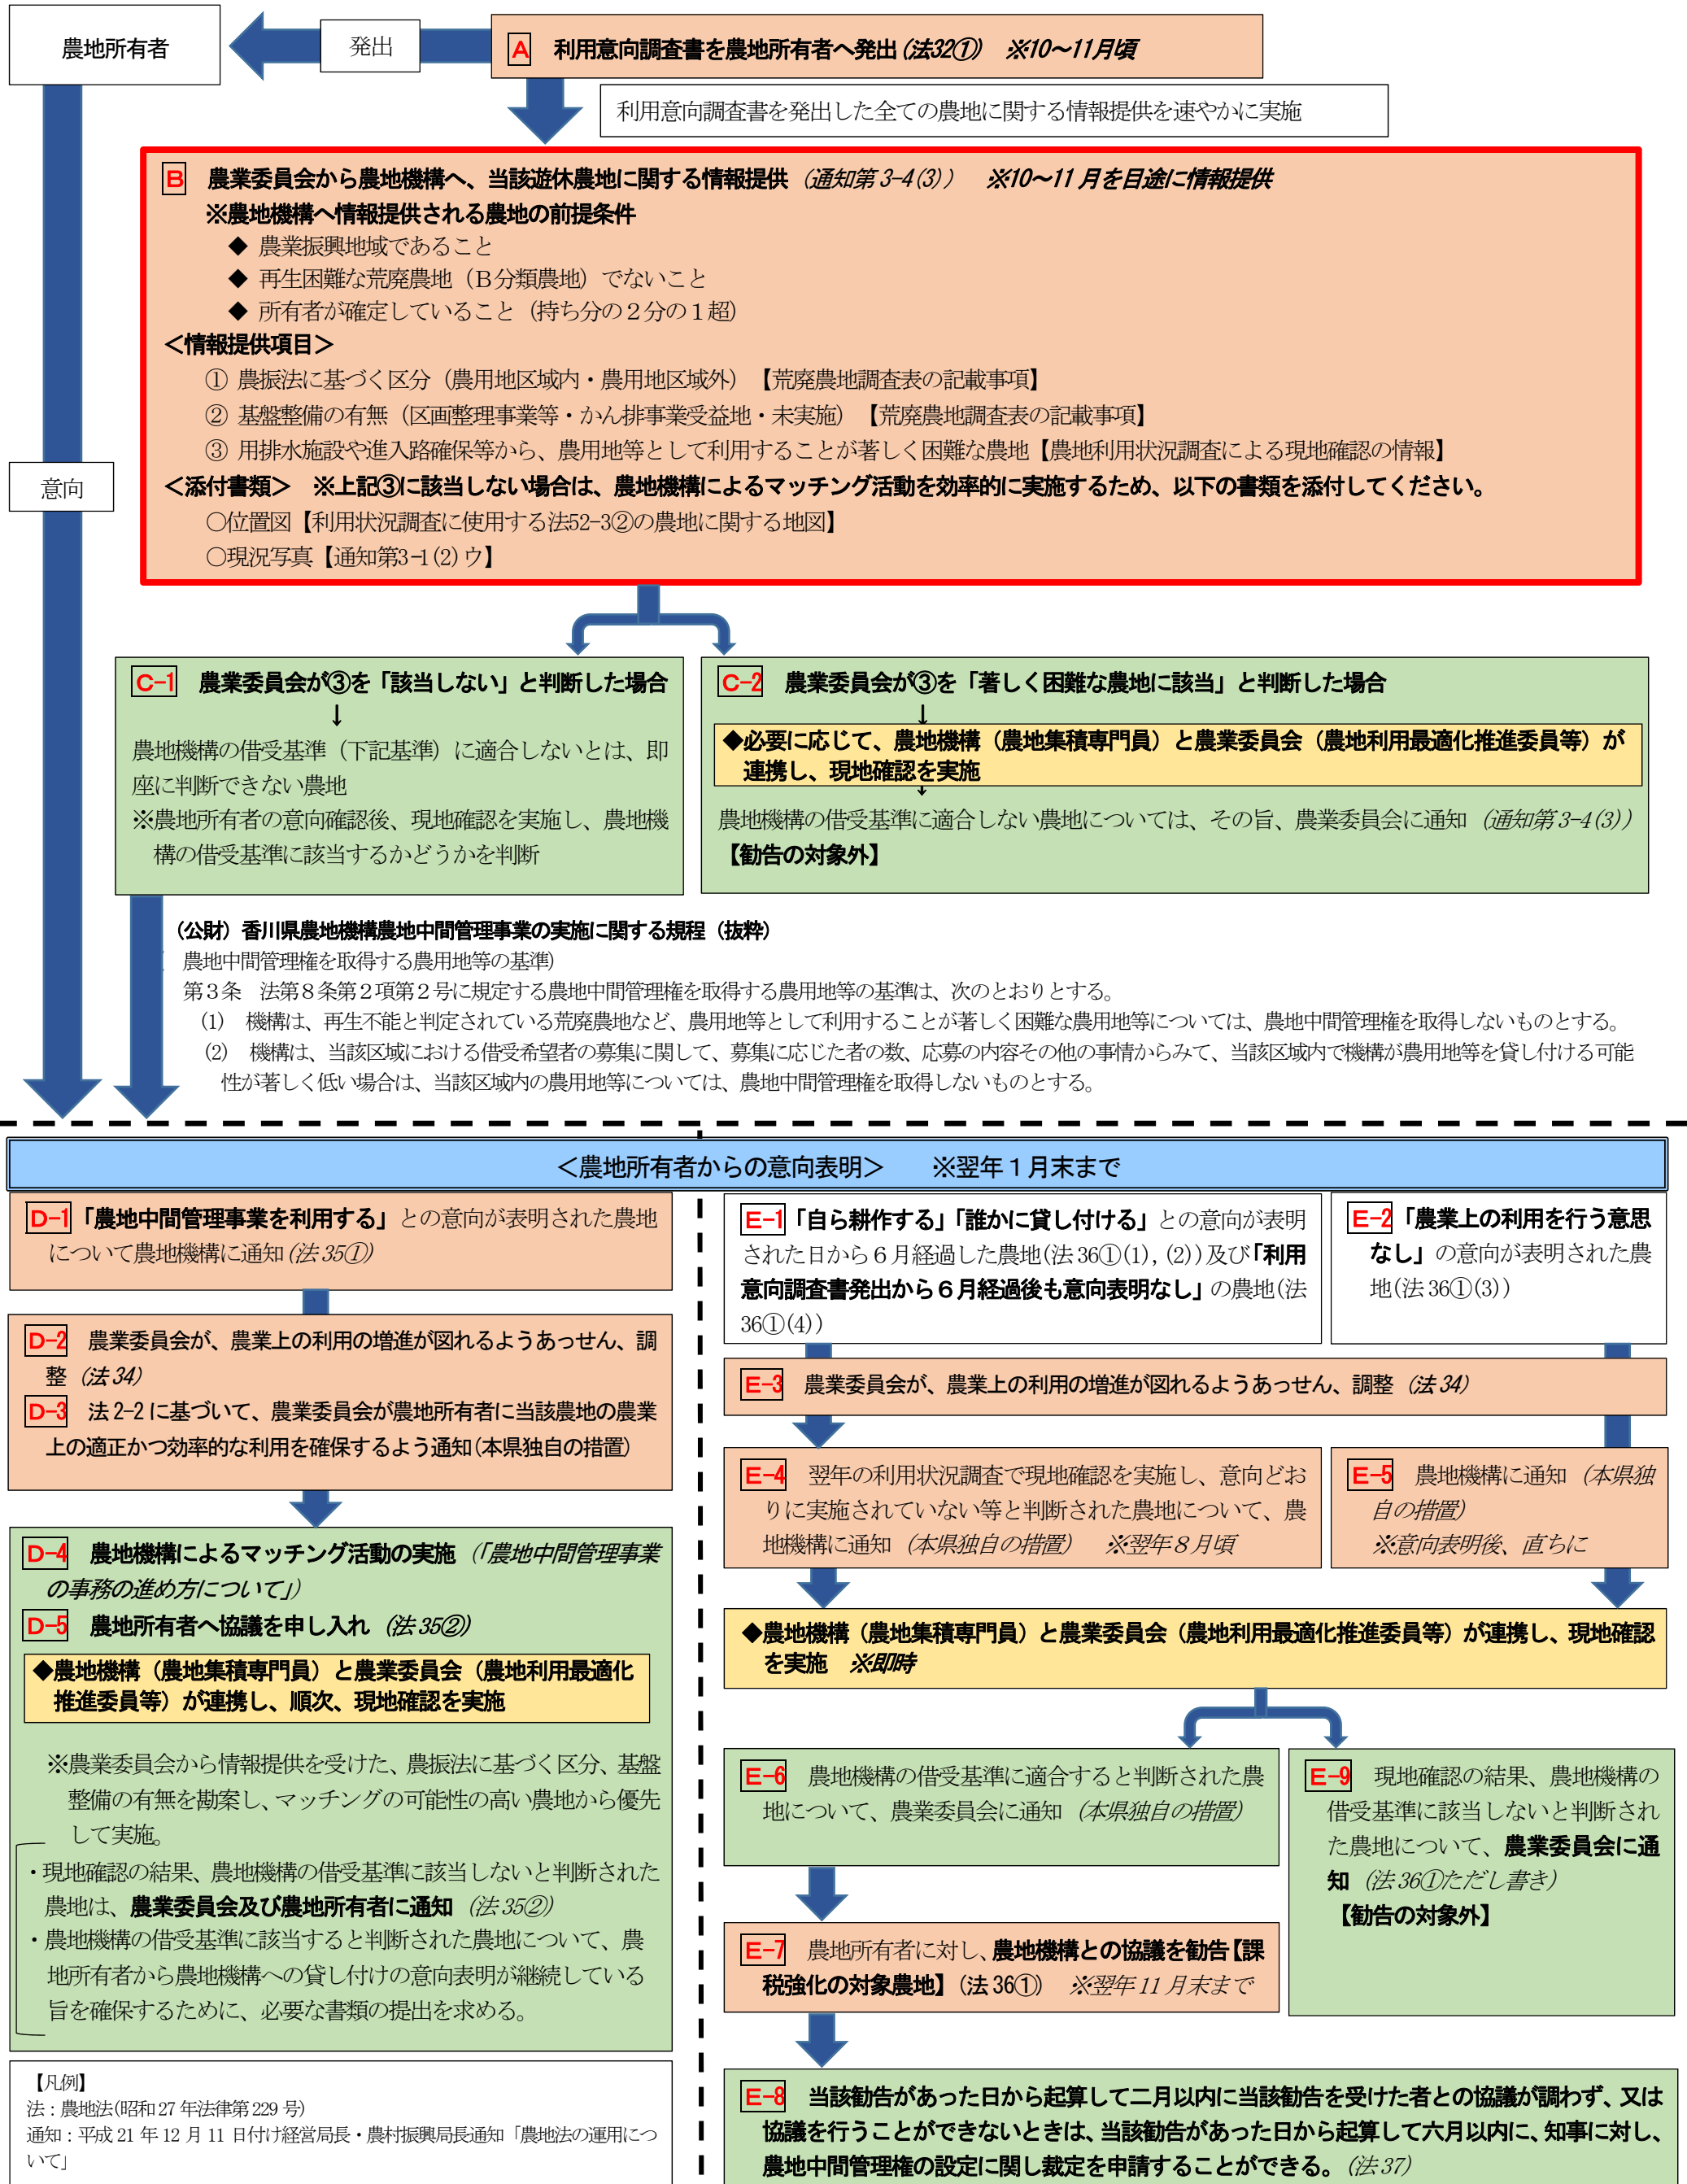 農地所有者
発出
A 利用意向調査書を農地所有者へ発出(法32①) ※10～11月頃
利用意向調査書を発出した全ての農地に関する情報提供を速やかに実施
B 農業委員会から農地機構へ、当該遊休農地に関する情報提供（通知第3-4(3)） ※10～11月を目途に情報提供
※農地機構へ情報提供される農地の前提条件
◆ 農業振興地域であること
◆ 再生困難な荒廃農地（Ｂ分類農地）でないこと
◆ 所有者が確定していること（持ち分の２分の１超）
＜情報提供項目＞
① 農振法に基づく区分（農用地区域内・農用地区域外）【荒廃農地調査表の記載事項】
② 基盤整備の有無（区画整理事業等・かん排事業受益地・未実施）【荒廃農地調査表の記載事項】
③ 用排水施設や進入路確保等から、農用地等として利用することが著しく困難な農地【農地利用状況調査による現地確認の情報】
＜添付書類＞ ※上記③に該当しない場合は、農地機構によるマッチング活動を効率的に実施するため、以下の書類を添付してください。
○位置図【利用状況調査に使用する法52-3②の農地に関する地図】
○現況写真【通知第3-1(2)ウ】
意向
C-1 農業委員会が③を「該当しない」と判断した場合
↓
農地機構の借受基準（下記基準）に適合しないとは、即
座に判断できない農地
※農地所有者の意向確認後、現地確認を実施し、農地機
構の借受基準に該当するかどうかを判断
C-2 農業委員会が③を「著しく困難な農地に該当」と判断した場合
↓
◆必要に応じて、農地機構（農地集積専門員）と農業委員会（農地利用最適化推進委員等）が
連携し、現地確認を実施
↓
農地機構の借受基準に適合しない農地については、その旨、農業委員会に通知（通知第3-4(3)）
【勧告の対象外】
（公財）香川県農地機構農地中間管理事業の実施に関する規程（抜粋）
（農地中間管理権を取得する農用地等の基準）
第３条 法第８条第２項第２号に規定する農地中間管理権を取得する農用地等の基準は、次のとおりとする。
(1) 機構は、再生不能と判定されている荒廃農地など、農用地等として利用することが著しく困難な農用地等については、農地中間管理権を取得しないものとする。
(2) 機構は、当該区域における借受希望者の募集に関して、募集に応じた者の数、応募の内容その他の事情からみて、当該区域内で機構が農用地等を貸し付ける可能
性が著しく低い場合は、当該区域内の農用地等については、農地中間管理権を取得しないものとする。
＜農地所有者からの意向表明＞ ※翌年１月末まで
D-1「農地中間管理事業を利用する」との意向が表明された農地
について農地機構に通知(法35①)
D-2 農業委員会が、農業上の利用の増進が図れるようあっせん、調
整（法34）
D-3 法2-2に基づいて、農業委員会が農地所有者に当該農地の農業
上の適正かつ効率的な利用を確保するよう通知(本県独自の措置)
D-4 農地機構によるマッチング活動の実施（「農地中間管理事業
の事務の進め方について」）
D-5 農地所有者へ協議を申し入れ（法35②）
◆農地機構（農地集積専門員）と農業委員会（農地利用最適化
推進委員等）が連携し、順次、現地確認を実施
※農業委員会から情報提供を受けた、農振法に基づく区分、基盤
整備の有無を勘案し、マッチングの可能性の高い農地から優先
して実施。
・現地確認の結果、農地機構の借受基準に該当しないと判断された
農地は、農業委員会及び農地所有者に通知（法35②）
・農地機構の借受基準に該当すると判断された農地について、農
地所有者から農地機構への貸し付けの意向表明が継続している
旨を確保するために、必要な書類の提出を求める。
【凡例】
法：農地法(昭和27年法律第229号)
通知：平成21年12月11日付け経営局長・農村振興局長通知「農地法の運用につ
いて」
E-1「自ら耕作する」「誰かに貸し付ける」との意向が表明
された日から６月経過した農地(法36①(1),(2))及び「利用
意向調査書発出から６月経過後も意向表明なし」の農地(法
36①(4))
E-2「農業上の利用を行う意思
なし」の意向が表明された農
地(法36①(3))
E-3 農業委員会が、農業上の利用の増進が図れるようあっせん、調整（法34）
E-4 翌年の利用状況調査で現地確認を実施し、意向どお
りに実施されていない等と判断された農地について、農
地機構に通知（本県独自の措置） ※翌年８月頃
E-5 農地機構に通知（本県独
自の措置）
※意向表明後、直ちに
◆農地機構（農地集積専門員）と農業委員会（農地利用最適化推進委員等）が連携し、現地確認
を実施 ※即時
E-6 農地機構の借受基準に適合すると判断された農
地について、農業委員会に通知（本県独自の措置）
E-9 現地確認の結果、農地機構の
借受基準に該当しないと判断され
た農地について、農業委員会に通
知（法36①ただし書き）
【勧告の対象外】
E-7 農地所有者に対し、農地機構との協議を勧告【課
税強化の対象農地】（法36①） ※翌年11月末まで
E-8 当該勧告があった日から起算して二月以内に当該勧告を受けた者との協議が調わず、又は
協議を行うことができないときは、当該勧告があった日から起算して六月以内に、知事に対し、
農地中間管理権の設定に関し裁定を申請することができる。(法37)